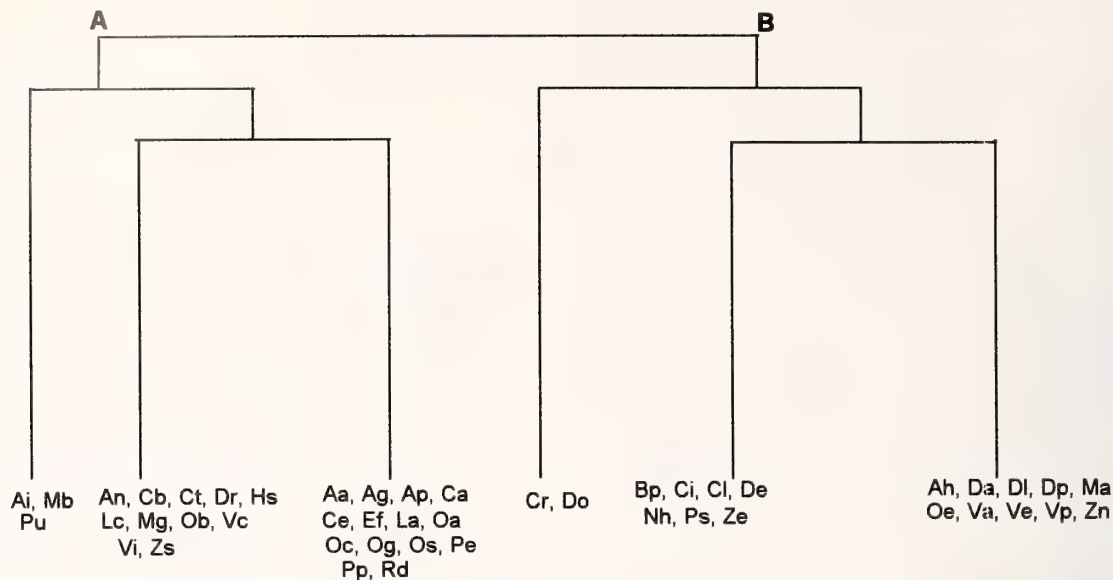 A
B
Ai, Mb
Pu
An, Cb, Ct, Dr, Hs
Lc, Mg, Ob, Vc
Vi, Zs
Aa, Ag, Ap, Ca
Ce, Ef, La, Oa
Oc, Og, Os, Pe
Pp, Rd
Cr, Do
Bp, Ci, Cl, De
Nh, Ps, Ze
Ah, Da, Dl, Dp, Ma
Oe, Va, Ve, Vp, Zn